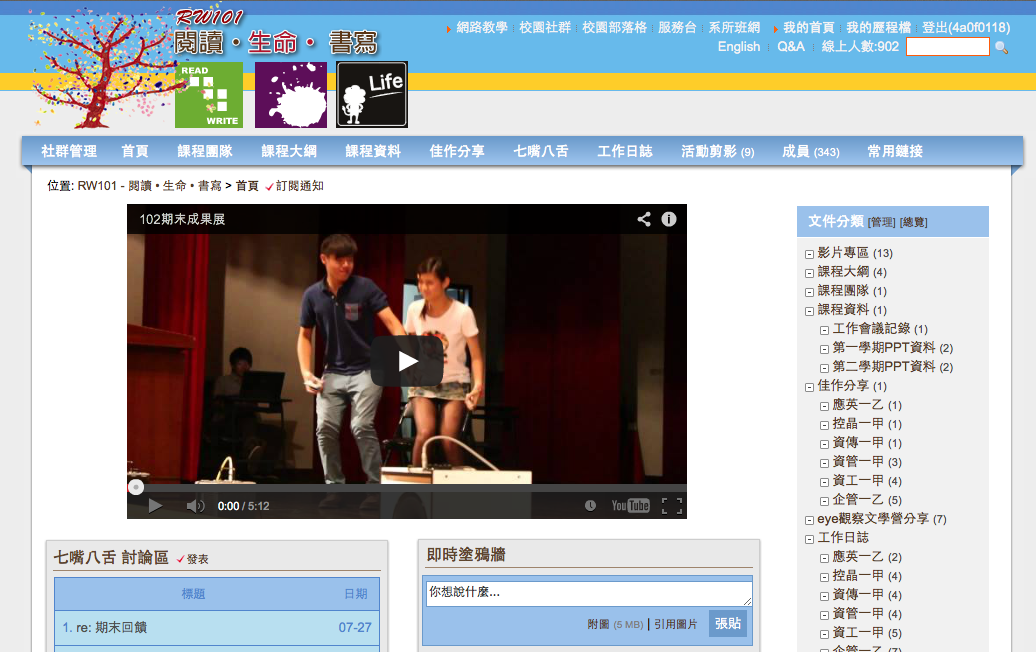 RW101
閱讀・生命・ 書寫
READ
WRITE
Life
網路教學 校園社群 校園部落格 服務台 系所班網 我的首頁 我的歷程檔 登出(4a0f0118)
English Q&A 線上人數:902
社群管理 首頁 課程團隊 課程大綱 課程資料 佳作分享 七嘴八舌 工作日誌 活動剪影 (9) 成員 (343) 常用鏈接
位置: RW101 - 閱讀・生命・書寫 > 首頁 訂閱通知
102期末成果展
0:00 / 5:12
YouTube
七嘴八舌 討論區 發表
標題 日期
1. re: 期末回饋 07-27
即時塗鴉牆
你想說什麼...
附圖 (5 MB) | 引用圖片 張貼
文件分類 [管理] [總覽]
影片專區 (13)
課程大綱 (4)
課程團隊 (1)
課程資料 (1)
工作會議記錄 (1)
第一學期PPT資料 (2)
第二學期PPT資料 (2)
佳作分享 (1)
應英一乙 (1)
控晶一甲 (1)
資傳一甲 (1)
資管一甲 (3)
資工一甲 (4)
企管一乙 (5)
eye觀察文學營分享 (7)
工作日誌
應英一乙 (2)
控晶一甲 (4)
資傳一甲 (4)
資管一甲 (4)
資工一甲 (5)
企管一乙 (7)